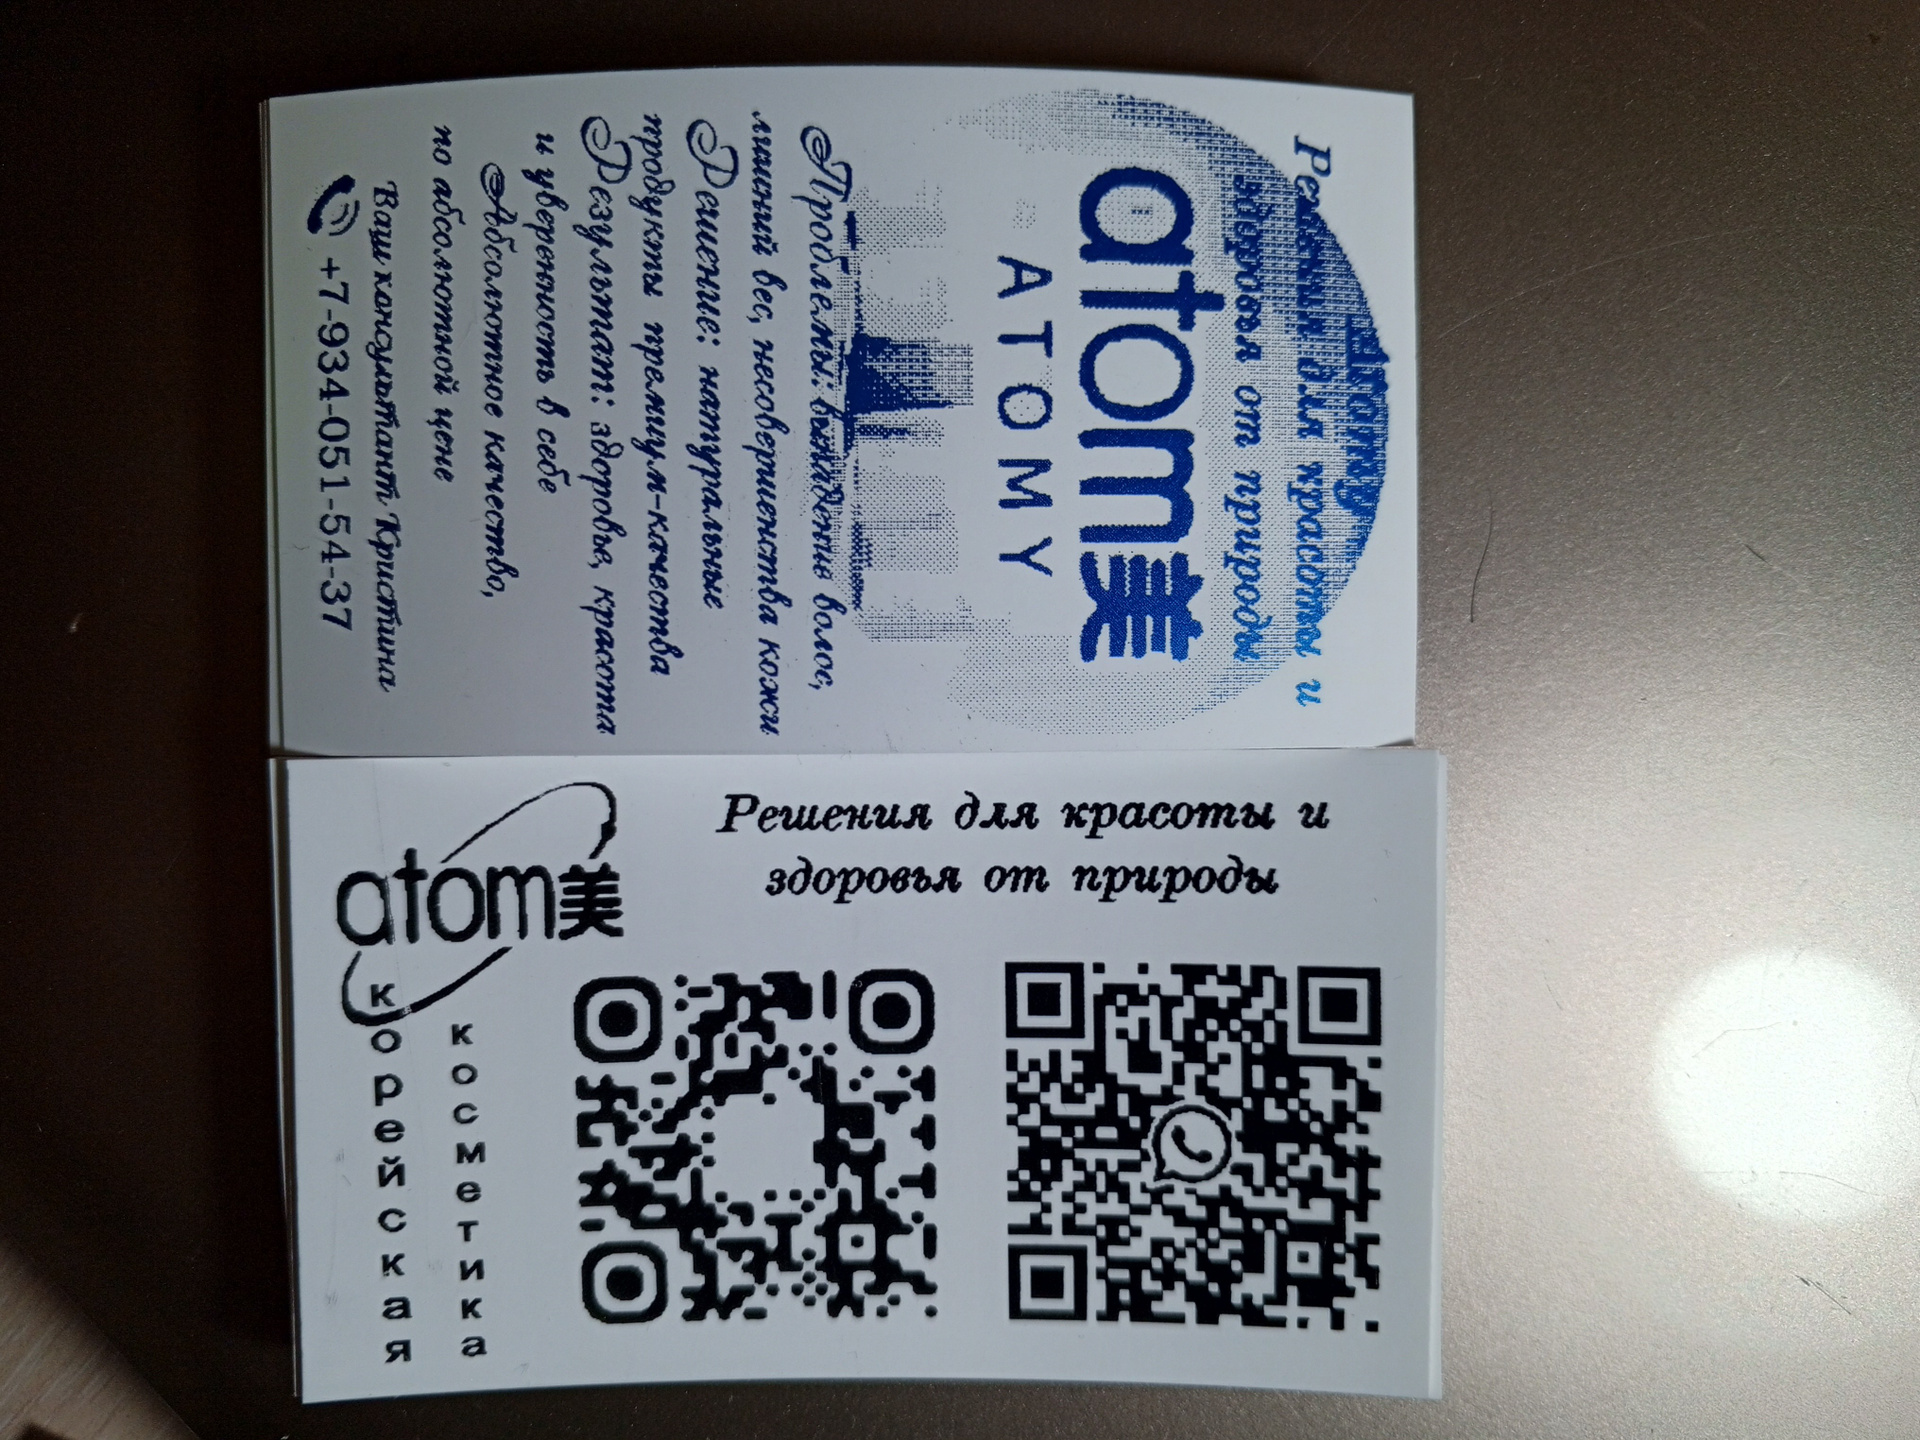 Atomy
Решения для красоты и
здоровья от природы
atom美
ATOMY
Проблемы: выпадение волос,
лишний вес, несовершенства кожи
Решение: натуральные
продукты премиум-качества
Результат: здоровье, красота
и уверенность в себе
Абсолютное качество,
по абсолютной цене
Ваш консультант Кристина
+7-934-051-54-37
atom美
Решения для красоты и
здоровья от природы
корейская
косметика